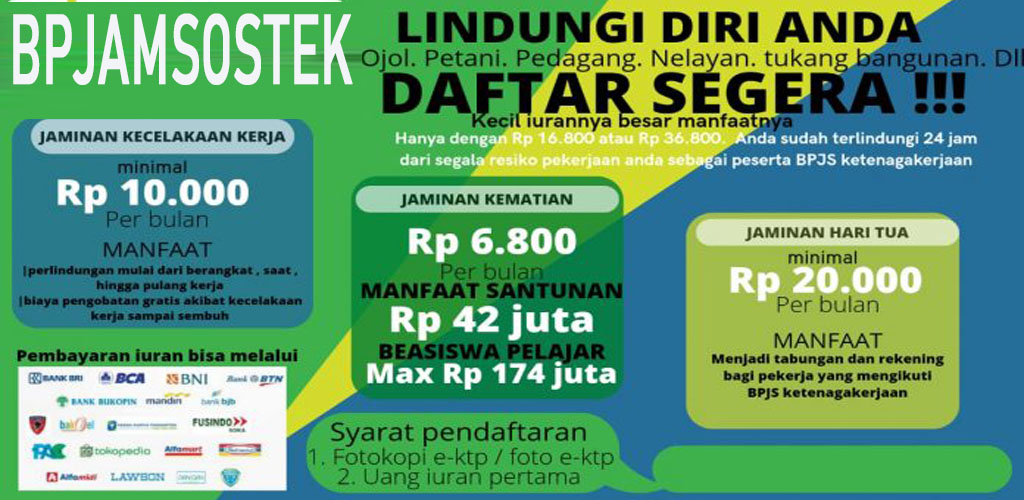 BPJAMSOSTEK
LINDUNGI DIRI ANDA
Ojol. Petani. Pedagang. Nelayan. tukang bangunan. Dll
DAFTAR SEGERA !!!
Kecil iurannya besar manfaatnya
Hanya dengan Rp 16.800 atau Rp 36.800. Anda sudah terlindungi 24 jam
dari segala resiko pekerjaan anda sebagai peserta BPJS ketenagakerjaan
JAMINAN KECELAKAAN KERJA
minimal
Rp 10.000
Per bulan
MANFAAT
|perlindungan mulai dari berangkat , saat ,
hingga pulang kerja
|biaya pengobatan gratis akibat kecelakaan
kerja sampai sembuh
JAMINAN KEMATIAN
Rp 6.800
Per bulan
MANFAAT SANTUNAN
Rp 42 juta
BEASISWA PELAJAR
Max Rp 174 juta
JAMINAN HARI TUA
minimal
Rp 20.000
Per bulan
MANFAAT
Menjadi tabungan dan rekening
bagi pekerja yang mengikuti
BPJS ketenagakerjaan
Pembayaran iuran bisa melalui
BANK BRI BCA BNI Bank BTN
BANK BUKOPIN mandiri bank bjb
FUSINDO
tokopedia Alfamart
Alfamidi LAWSON
Syarat pendaftaran
1. Fotokopi e-ktp / foto e-ktp
2. Uang iuran pertama